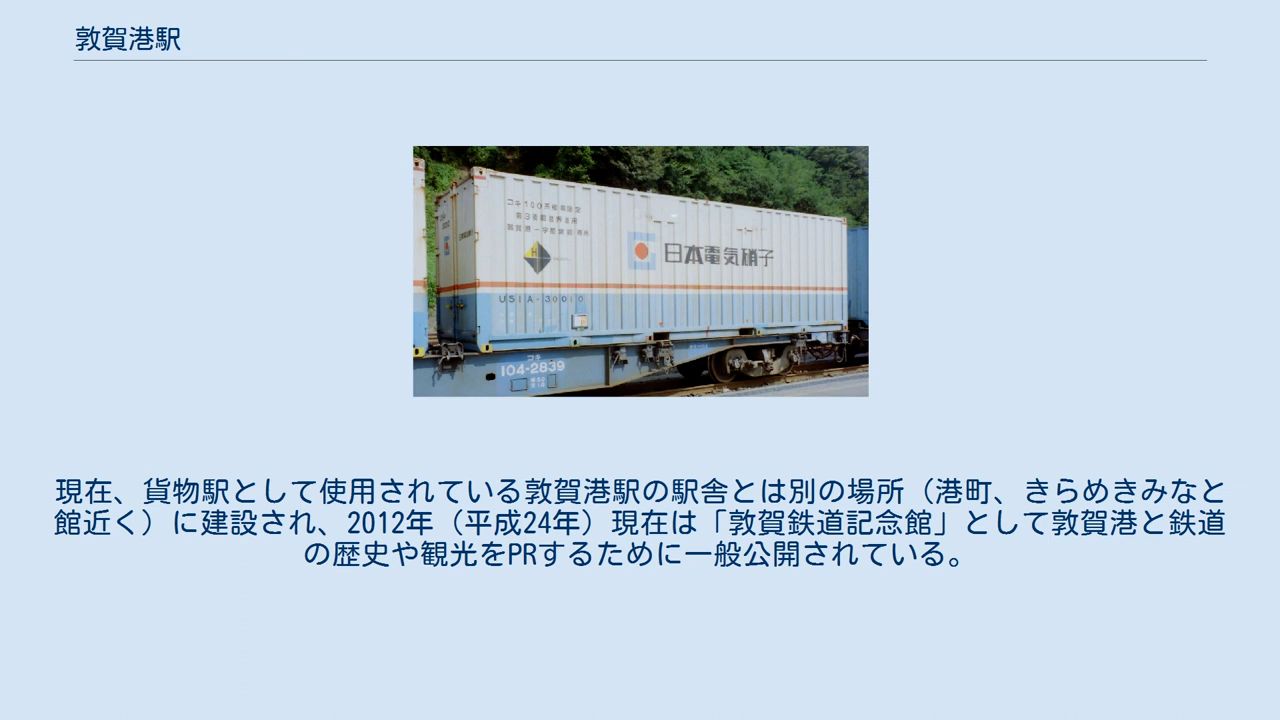 敦賀港駅
日本電気硝子
U51A-30010
コキ
104-2839
現在、貨物駅として使用されている敦賀港駅の駅舎とは別の場所（港町、きらめきみなと
館近く）に建設され、2012年（平成24年）現在は「敦賀鉄道記念館」として敦賀港と鉄道
の歴史や観光をPRするために一般公開されている。